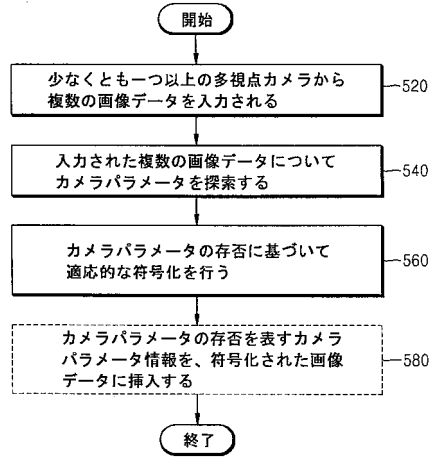 開始
少なくとも一つ以上の多視点カメラから
複数の画像データを入力される
520
入力された複数の画像データについて
カメラパラメータを探索する
540
カメラパラメータの存否に基づいて
適応的な符号化を行う
560
カメラパラメータの存否を表すカメラ
パラメータ情報を、符号化された画像
データに挿入する
580
終了